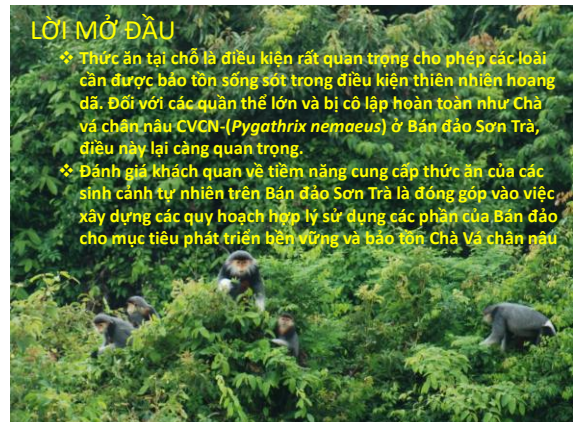 LỜI MỞ ĐẦU
❖ Thức ăn tại chỗ là điều kiện rất quan trọng cho phép các loài
cần được bảo tồn sống sót trong điều kiện thiên nhiên hoang
dã. Đối với các quần thể lớn và bị cô lập hoàn toàn như Chà
vá chân nâu CVCN-(Pygathrix nemaeus) ở Bán đảo Sơn Trà,
điều này lại càng quan trọng.
❖ Đánh giá khách quan về tiềm năng cung cấp thức ăn của các
sinh cảnh tự nhiên trên Bán đảo Sơn Trà là đóng góp vào việc
xây dựng các quy hoạch hợp lý sử dụng các phần của Bán đảo
cho mục tiêu phát triển bền vững và bảo tồn Chà Vá chân nâu